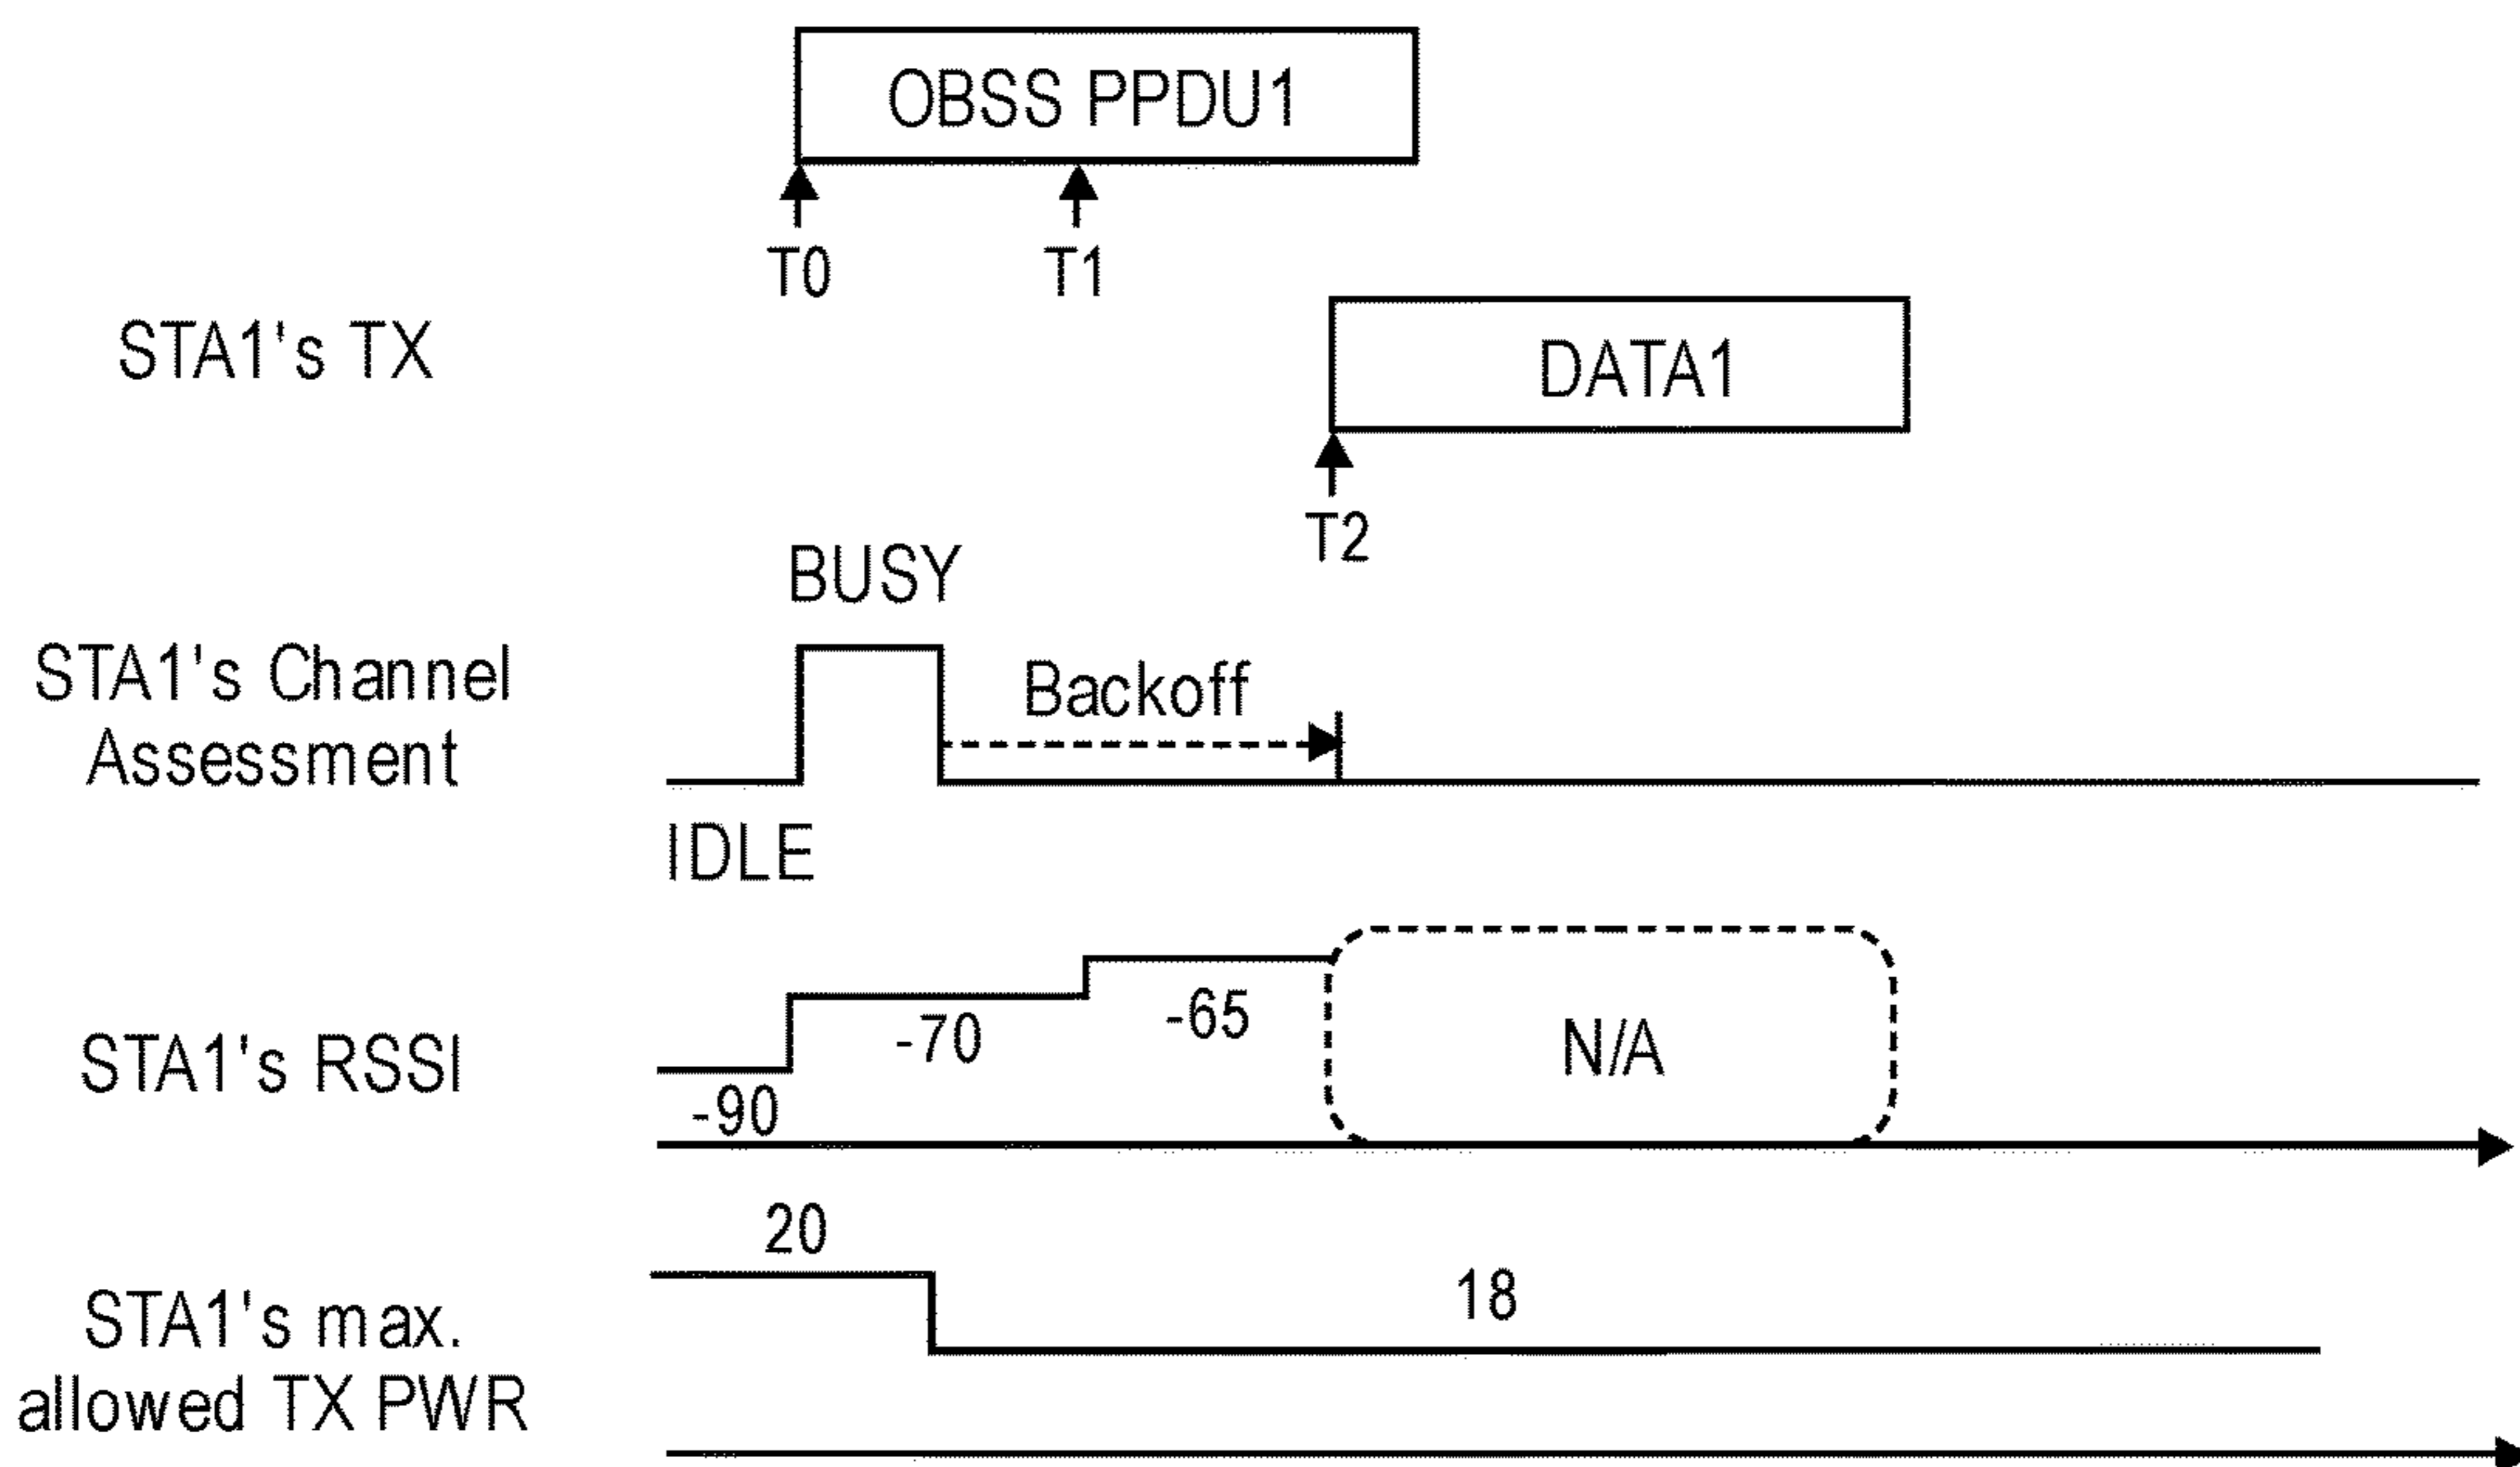 OBSS PPDU1
T0
T1
STA1's TX
DATA1
T2
BUSY
STA1's Channel
Assessment
Backoff
IDLE
STA1's RSSI
-90
-70
-65
N/A
20
18
STA1's max.
allowed TX PWR